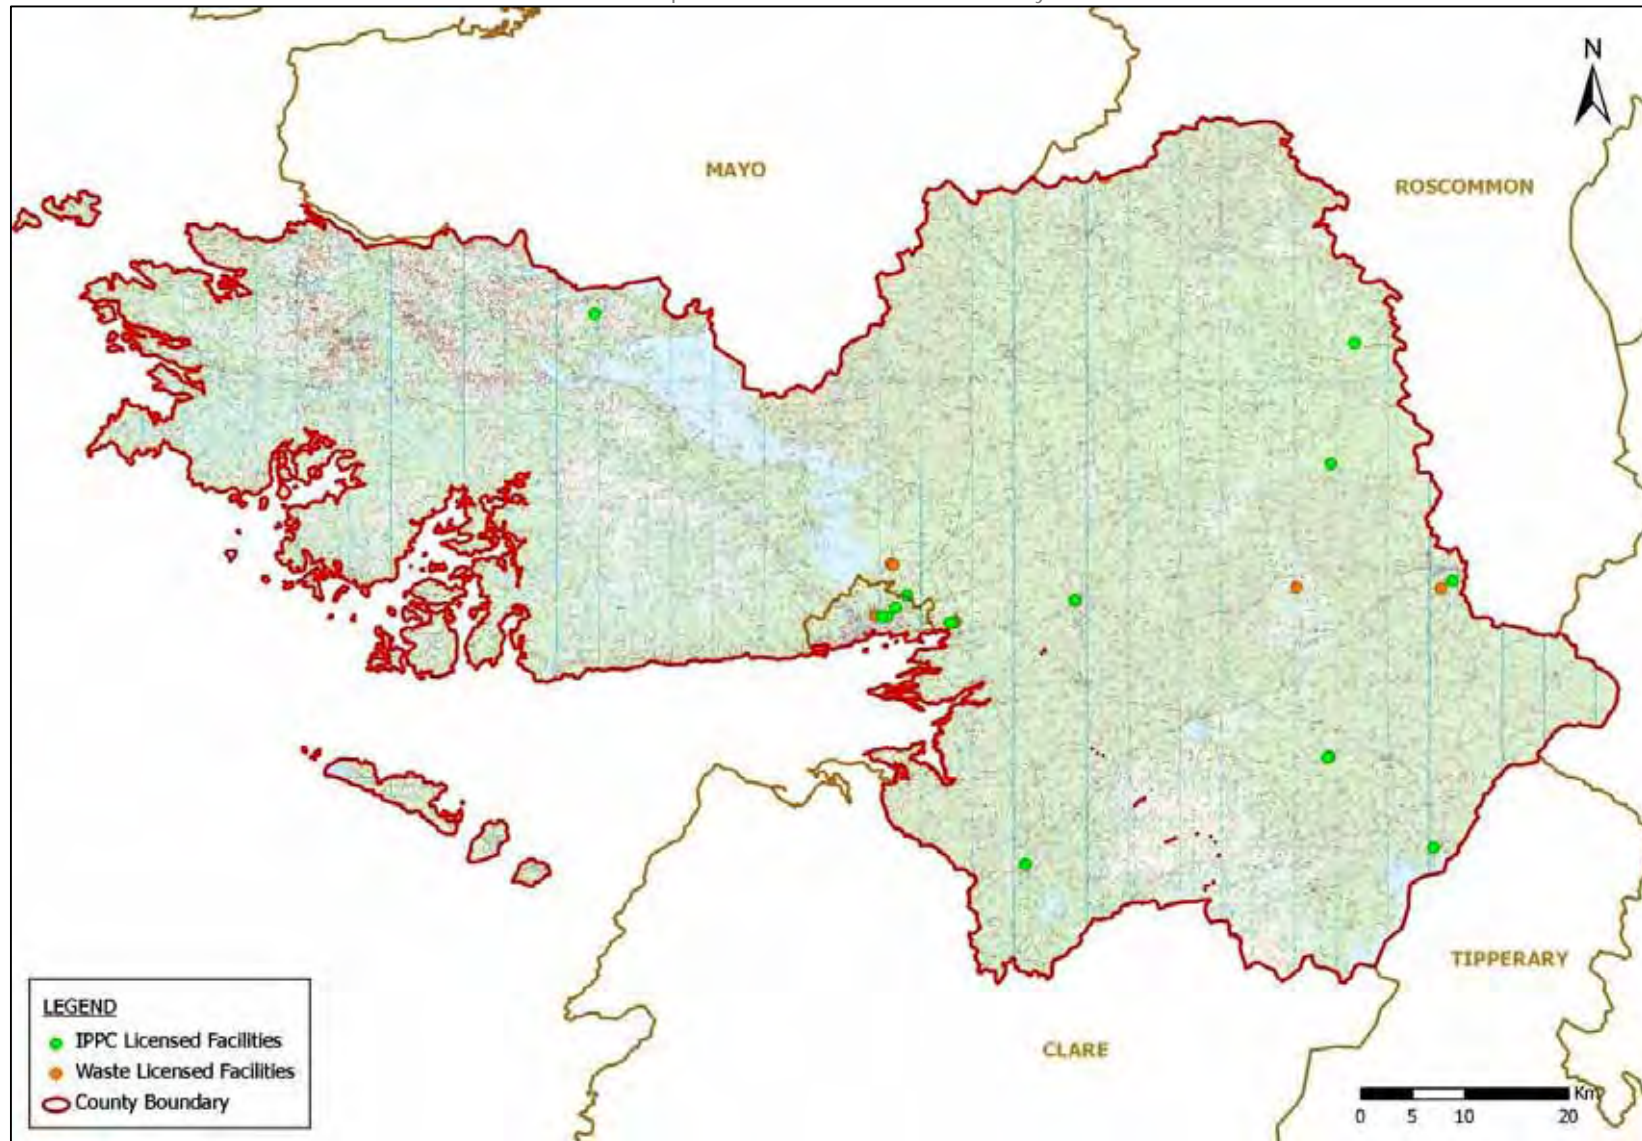 N
MAYO
ROSCOMMON
TIPPERARY
CLARE
LEGEND
IPPC Licensed Facilities
Waste Licensed Facilities
County Boundary
Km
0 5 10 20